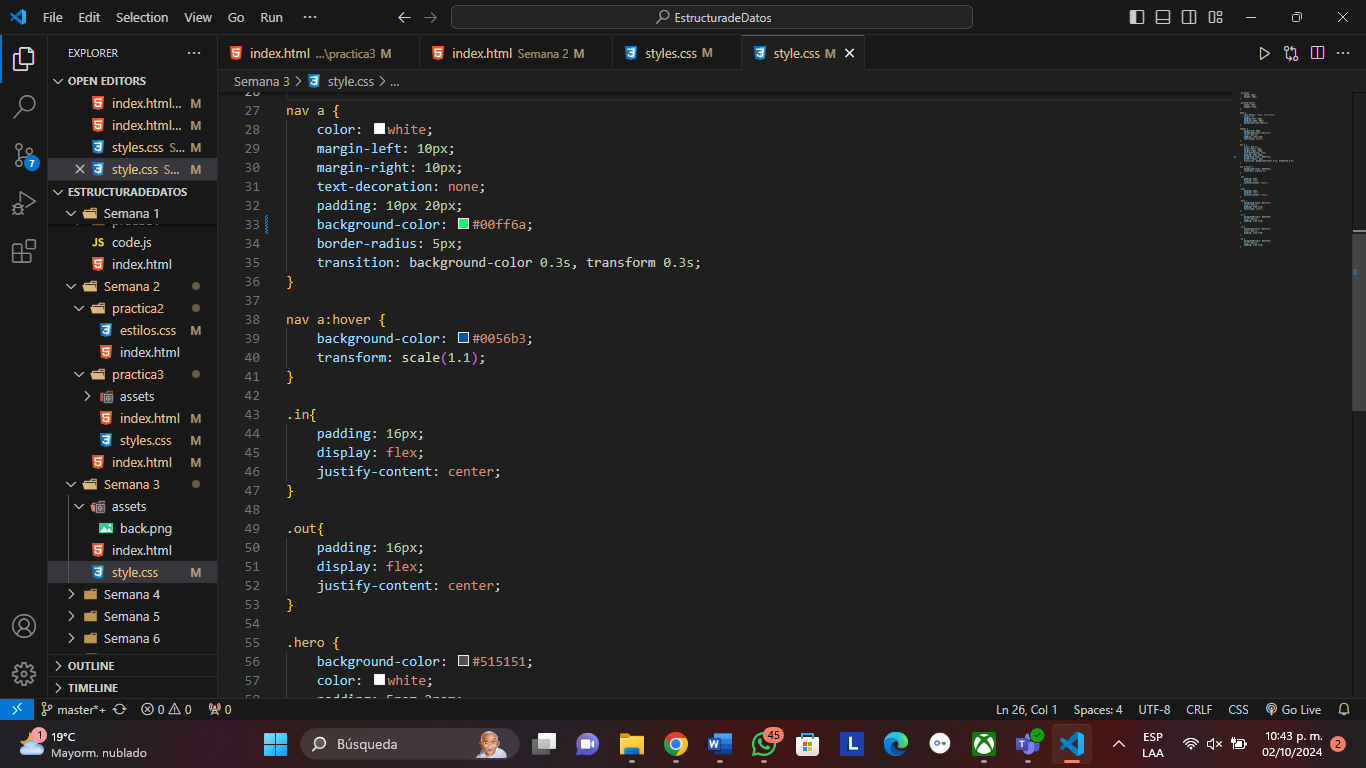 File Edit Selection View Go Run ···
EstructuradeDatos
EXPLORER ···
OPEN EDITORS
index.html... M
index.html... M
styles.css S... M
style.css S... M
ESTRUCTURADEDATOS
Semana 1
JS code.js
index.html
Semana 2
practica2
estilos.css M
index.html
practica3
assets
index.html M
styles.css M
index.html M
Semana 3
assets
back.png
index.html
style.css M
Semana 4
Semana 5
Semana 6
OUTLINE
TIMELINE
7
index.html ...\practica3 M
index.html Semana 2 M
styles.css M
style.css M
Semana 3 > style.css > ...
26
27 nav a {
28 color: white;
29 margin-left: 10px;
30 margin-right: 10px;
31 text-decoration: none;
32 padding: 10px 20px;
33 background-color: #00ff6a;
34 border-radius: 5px;
35 transition: background-color 0.3s, transform 0.3s;
36 }
37
38 nav a:hover {
39 background-color: #0056b3;
40 transform: scale(1.1);
41 }
42
43 .in{
44 padding: 16px;
45 display: flex;
46 justify-content: center;
47 }
48
49 .out{
50 padding: 16px;
51 display: flex;
52 justify-content: center;
53 }
54
55 .hero {
56 background-color: #515151;
57 color: white;
58
master*+ 0 0 0
Ln 26, Col 1 Spaces: 4 UTF-8 CRLF CSS Go Live
1 19°C
Mayorm. nublado
Búsqueda
45
L
ESP
LAA
10:43 p. m.
02/10/2024
2